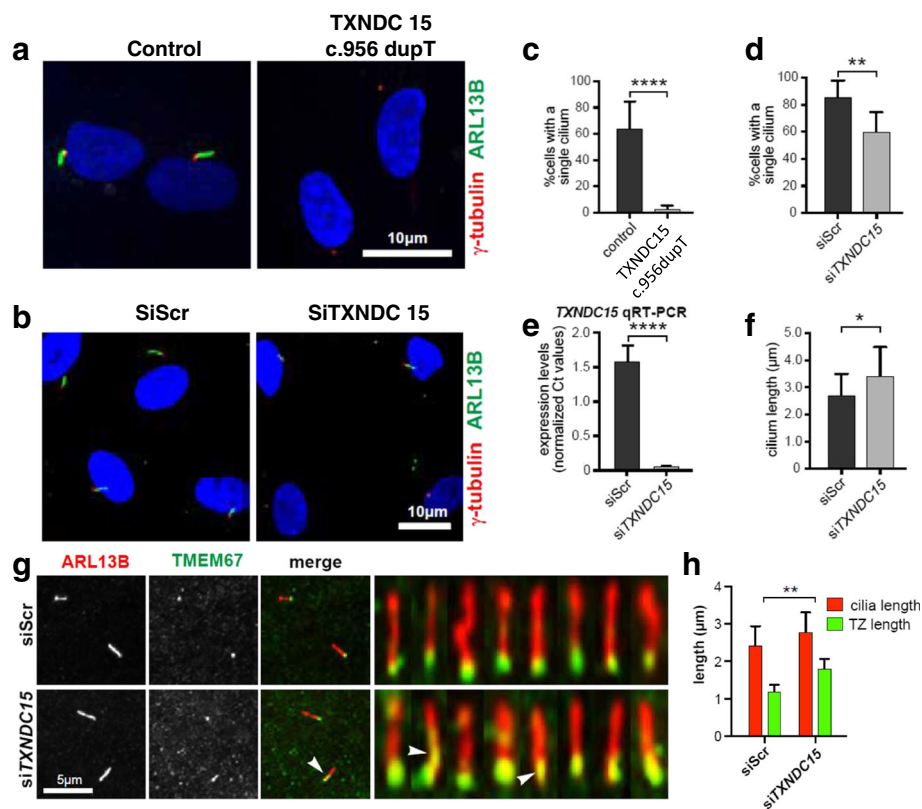 a
Control
TXNDC 15
c.956 dupT
10µm
γ-tubulin ARL13B
b
SiScr
SiTXNDC 15
10µm
γ-tubulin ARL13B
c
%cells with a
single cilium
100
80
60
40
20
0
****
control
TXNDC15
c.956dupT
d
%cells with a
single cilium
100
80
60
40
20
0
**
siScr
siTXNDC15
e
TXNDC15 qRT-PCR
expression levels
(normalized Ct values)
2.0
1.5
1.0
0.5
0
****
siScr
siTXNDC15
f
cilium length (µm)
5.0
4.0
3.0
2.0
1.0
0
*
siScr
siTXNDC15
g
ARL13B
TMEM67
merge
siScr
siTXNDC15
5µm
h
length (µm)
4
3
2
1
0
**
cilia length
TZ length
siScr
siTXNDC15